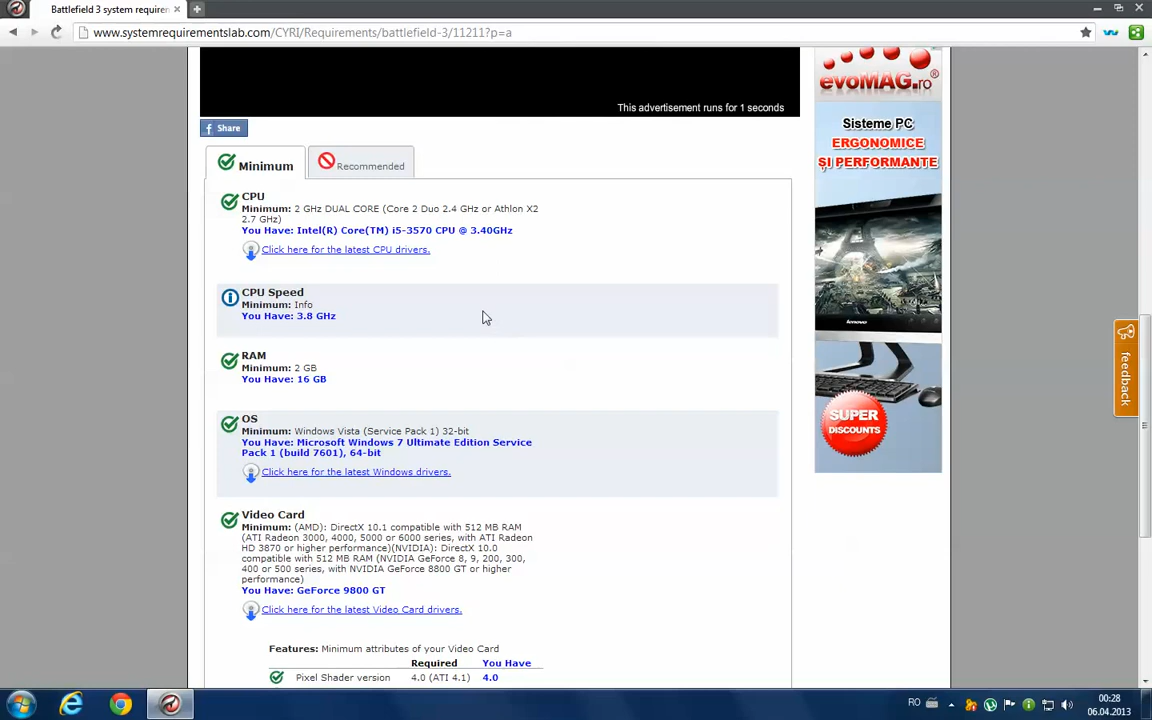 Battlefield 3 system requiren
www.systemrequirementslab.com/CYRI/Requirements/battlefield-3/11211?p=a
This advertisement runs for 1 seconds
f Share
Minimum
Recommended
CPU
Minimum: 2 GHz DUAL CORE (Core 2 Duo 2.4 GHz or Athlon X2
2.7 GHz)
You Have: Intel(R) Core(TM) i5-3570 CPU @ 3.40GHz
Click here for the latest CPU drivers.
CPU Speed
Minimum: Info
You Have: 3.8 GHz
RAM
Minimum: 2 GB
You Have: 16 GB
OS
Minimum: Windows Vista (Service Pack 1) 32-bit
You Have: Microsoft Windows 7 Ultimate Edition Service
Pack 1 (build 7601), 64-bit
Click here for the latest Windows drivers.
Video Card
Minimum: (AMD): DirectX 10.1 compatible with 512 MB RAM
(ATI Radeon 3000, 4000, 5000 or 6000 series, with ATI Radeon
HD 3870 or higher performance)(NVIDIA): DirectX 10.0
compatible with 512 MB RAM (NVIDIA GeForce 8, 9, 200, 300,
400 or 500 series, with NVIDIA GeForce 8800 GT or higher
performance)
You Have: GeForce 9800 GT
Click here for the latest Video Card drivers.
Features: Minimum attributes of your Video Card
Required You Have
Pixel Shader version 4.0 (ATI 4.1) 4.0
evoMAG.ro®
Sisteme PC
ERGONOMICE
ȘI PERFORMANTE
lenovo
SUPER
DISCOUNTS
feedback
RO
00:28
06.04.2013